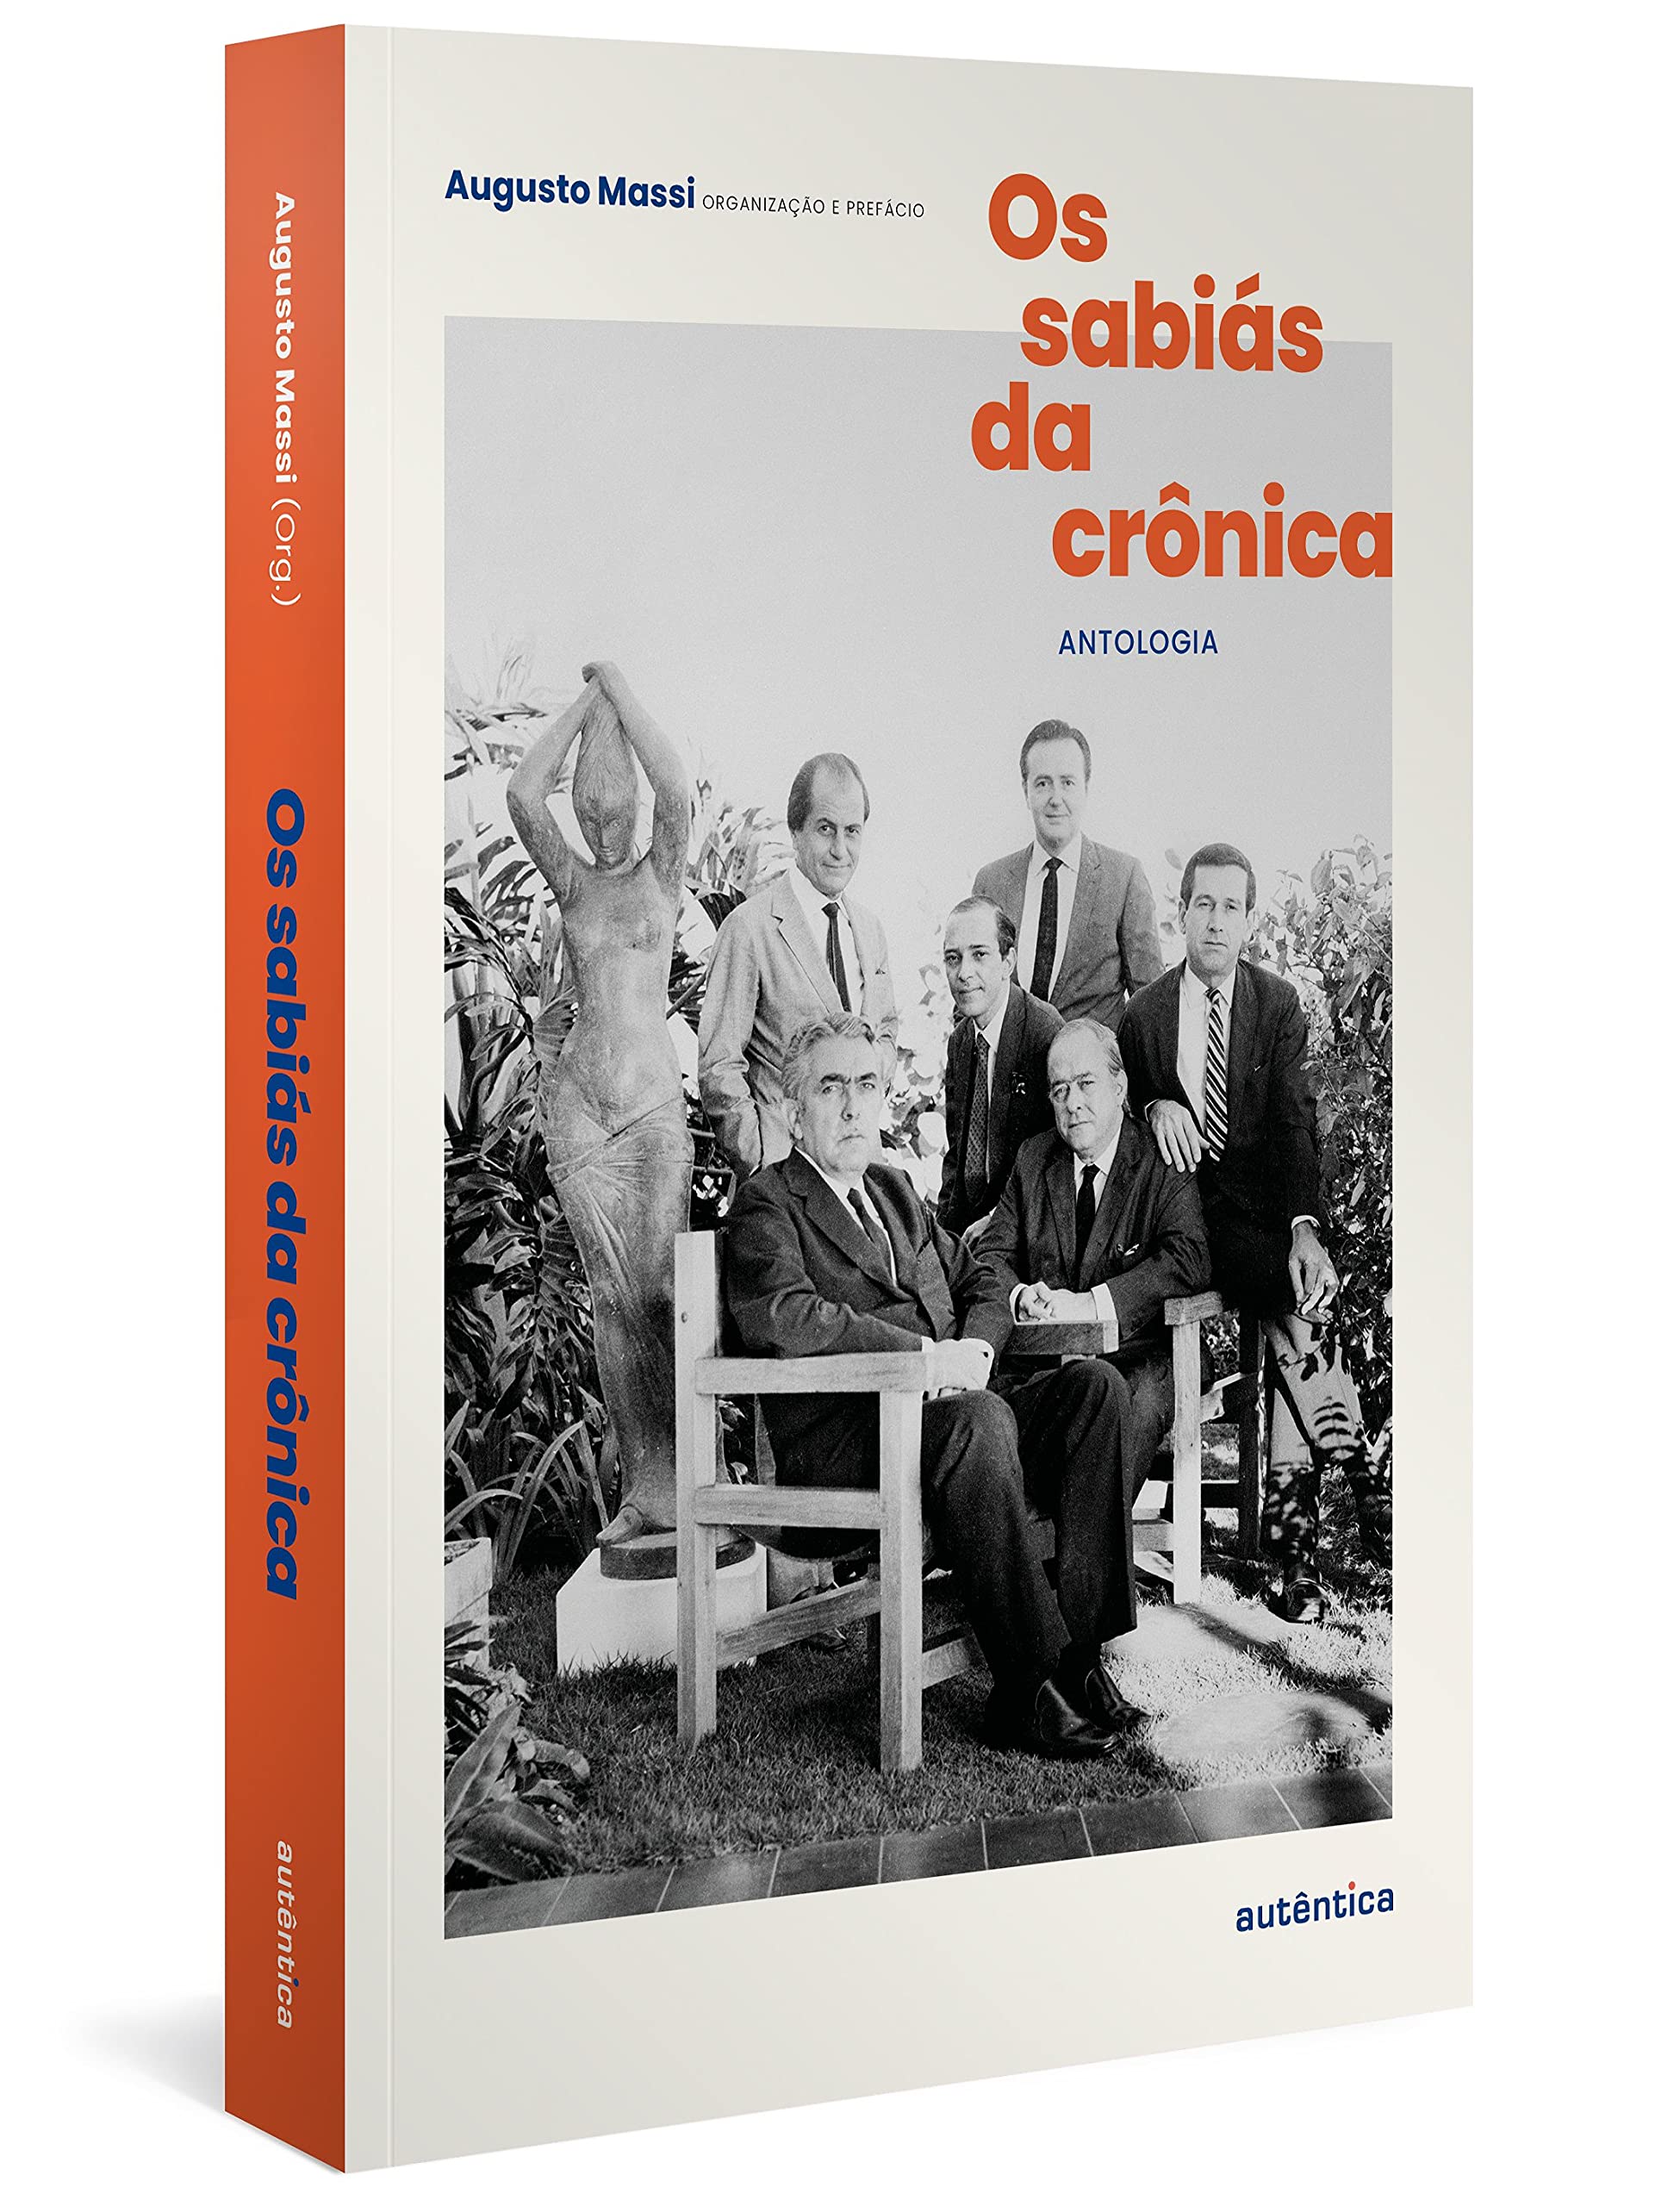 Augusto Massi (Org.)
Os sabiás da crônica
autêntica
Augusto Massi ORGANIZAÇÃO E PREFÁCIO
Os
sabiás
da
crônica
ANTOLOGIA
autêntica